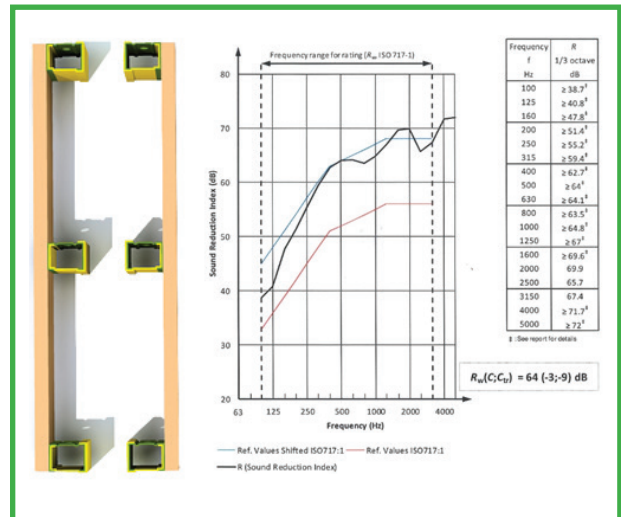 Frequency range for rating (Rw ISO717-1)
80
70
60
50
40
30
20
Sound Reduction Index (dB)
63 125 250 500 1000 2000 4000
Frequency (Hz)
Ref. Values Shifted ISO717:1
Ref. Values ISO717:1
R (Sound Reduction Index)
Frequency R
f 1/3 octave
Hz dB
100 ≥38.7‡
125 ≥40.8‡
160 ≥47.8‡
200 ≥51.4‡
250 ≥55.2‡
315 ≥59.4‡
400 ≥62.7‡
500 ≥64‡
630 ≥64.1‡
800 ≥63.5‡
1000 ≥64.8‡
1250 ≥67‡
1600 ≥69.6‡
2000 69.9
2500 65.7
3150 67.4
4000 ≥71.7‡
5000 ≥72‡
‡ :See report for details
Rw(C;Ctr) = 64 (-3;-9) dB